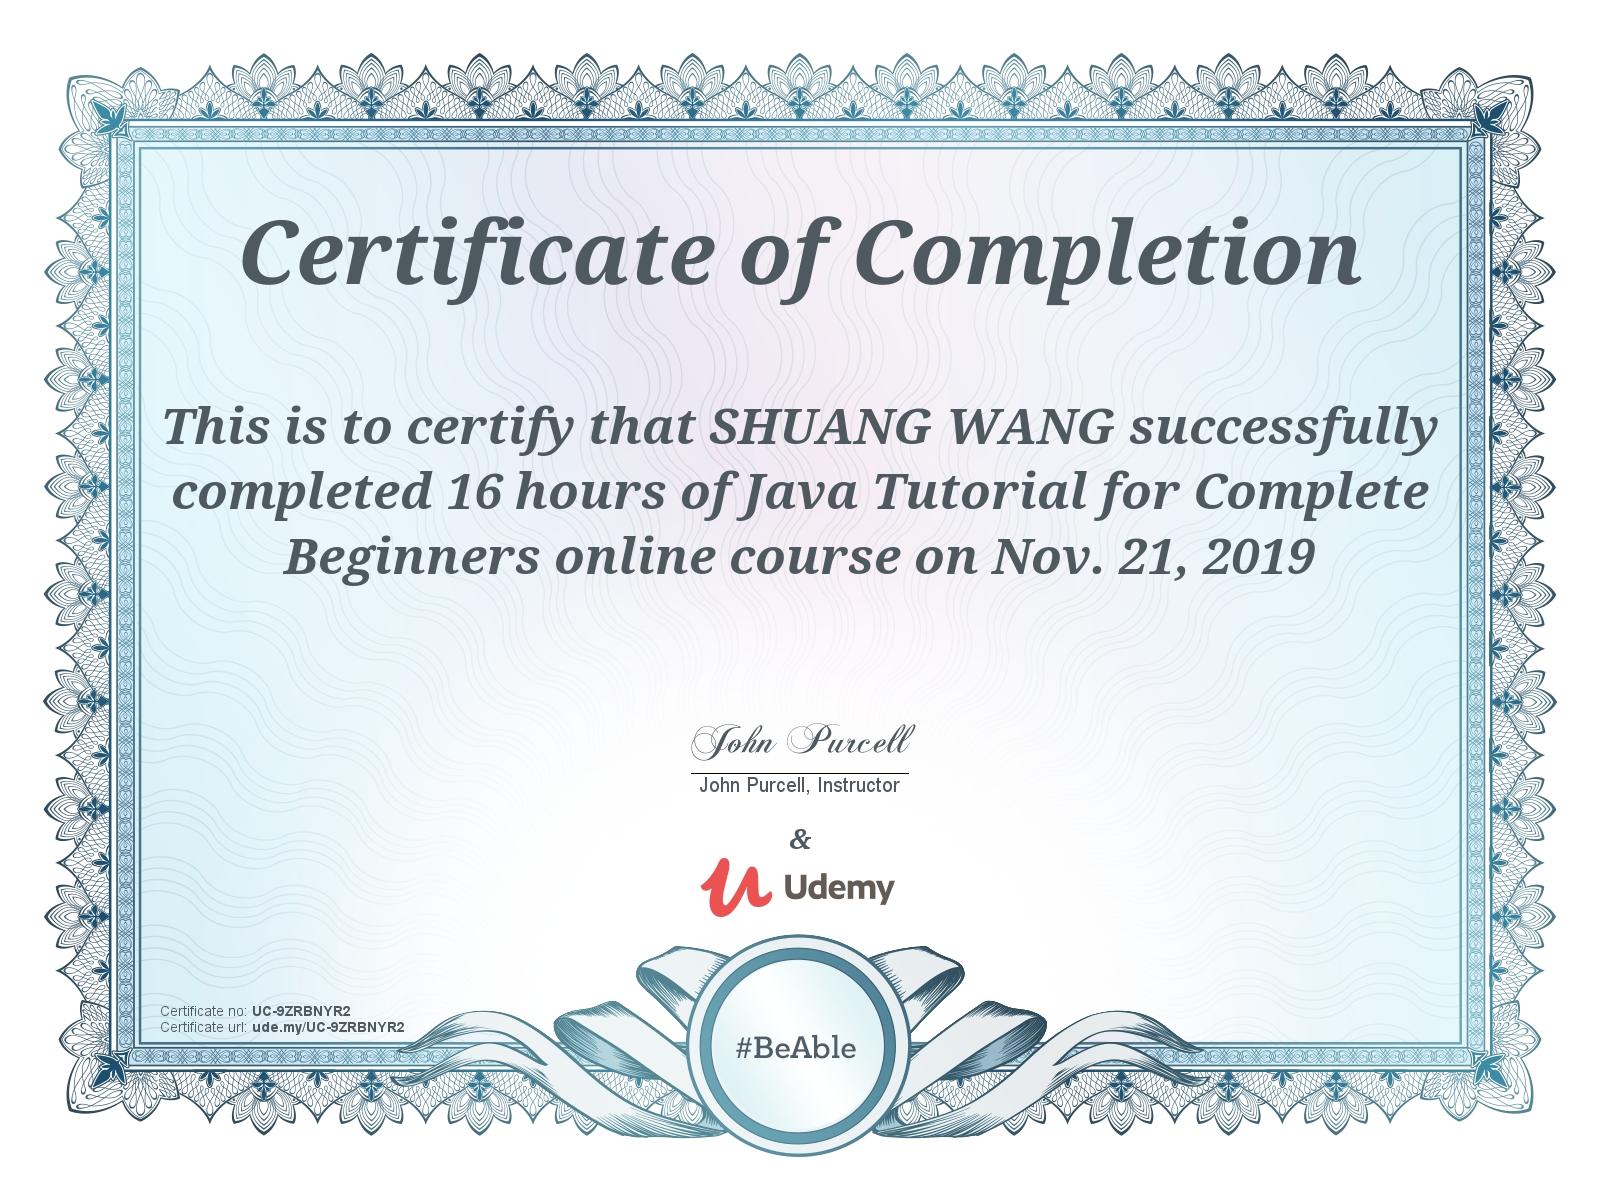 Certificate of Completion
This is to certify that SHUANG WANG successfully
completed 16 hours of Java Tutorial for Complete
Beginners online course on Nov. 21, 2019
John Purcell
John Purcell, Instructor
&
Udemy
Certificate no: UC-9ZRBNYR2
Certificate url: ude.my/UC-9ZRBNYR2
#BeAble